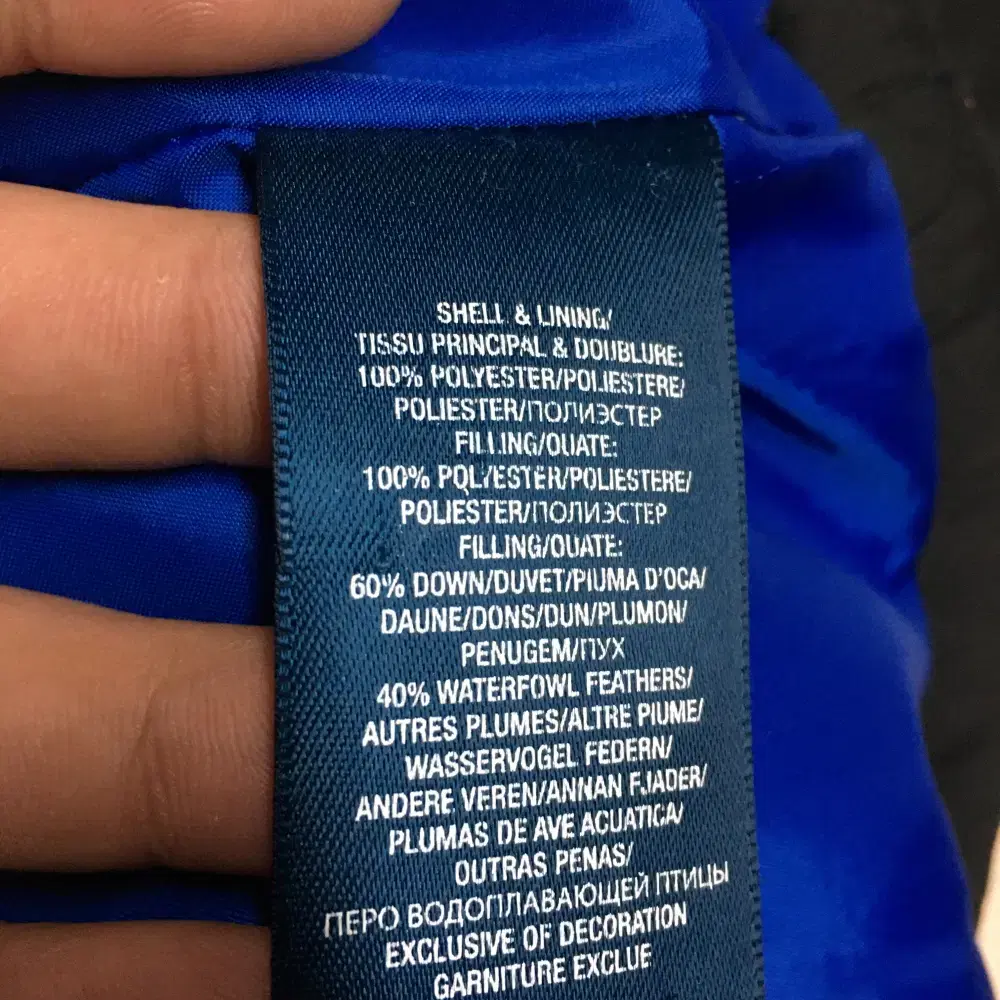 SHELL & LINING/
TISSU PRINCIPAL & DOUBLURE:
100% POLYESTER/POLIESTERE/
POLIESTER/ПОЛИЭСТЕР
FILLING/OUATE:
100% POLYESTER/POLIESTERE/
POLIESTER/ПОЛИЭСТЕР
FILLING/OUATE:
60% DOWN/DUVET/PIUMA D'OCA/
DAUNE/DONS/DUN/PLUMON/
PENUGEM/ПУХ
40% WATERFOWL FEATHERS/
AUTRES PLUMES/ALTRE PIUME/
WASSERVOGEL FEDERN/
ANDERE VEREN/ANNAN FJADER/
PLUMAS DE AVE ACUATICA/
OUTRAS PENAS/
ПЕРО ВОДОПЛАВАЮЩЕЙ ПТИЦЫ
EXCLUSIVE OF DECORATION
GARNITURE EXCLUE